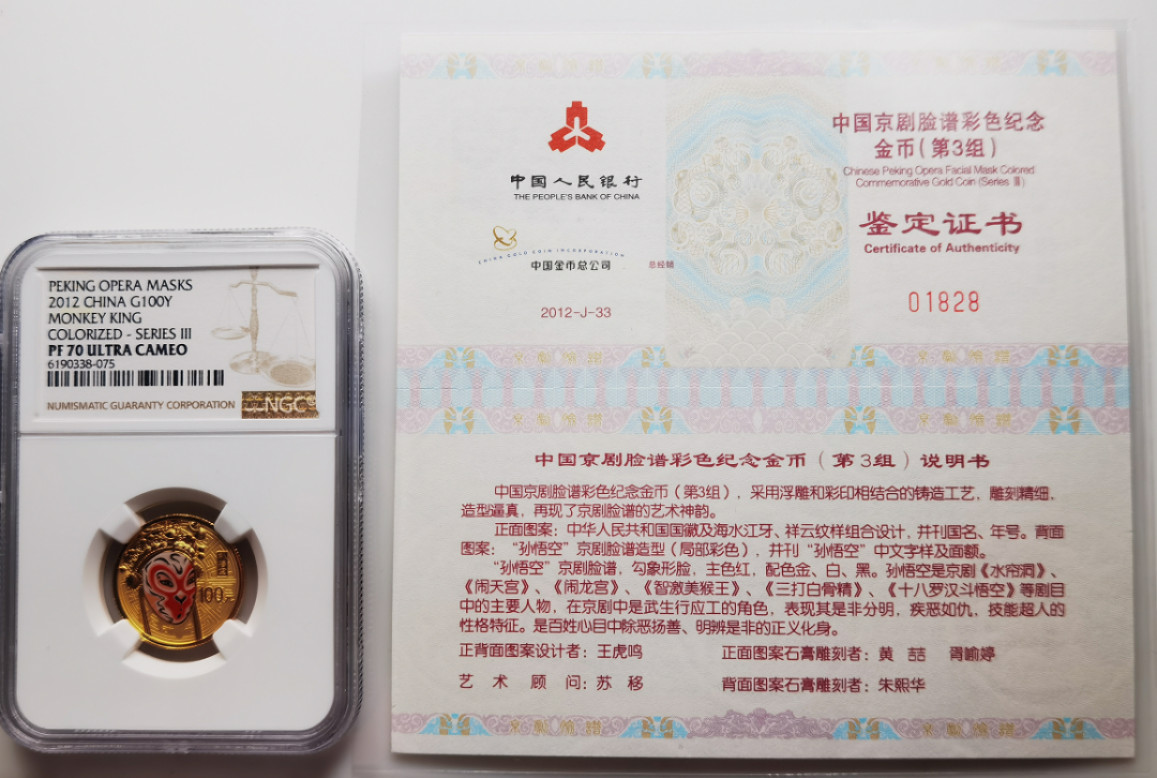 PEKING OPERA MASKS
2012 CHINA G100Y
MONKEY KING
COLORIZED - SERIES III
PF 70 ULTRA CAMEO
6190338-075
NUMISMATIC GUARANTY CORPORATION
NGC
100元
中国人民银行
THE PEOPLE'S BANK OF CHINA
CHINA GOLD COIN INCORPORATION
中国金币总公司
总经销
2012-J-33
中国京剧脸谱彩色纪念
金币(第3组)
Chinese Peking Opera Facial Mask Colored
Commemorative Gold Coin (Series Ⅲ)
鉴定证书
Certificate of Authenticity
01828
中国京剧脸谱彩色纪念金币(第3组)说明书
中国京剧脸谱彩色纪念金币(第3组),采用浮雕和彩印相结合的铸造工艺,雕刻精细,
造型逼真,再现了京剧脸谱的艺术神韵。
正面图案:中华人民共和国国徽及海水江牙、祥云纹样组合设计,并刊国名、年号。背面
图案:“孙悟空”京剧脸谱造型(局部彩色),并刊“孙悟空”中文字样及面额。
“孙悟空”京剧脸谱,勾象形脸,主色红,配色金、白、黑。孙悟空是京剧《水帘洞》、
《闹天宫》、《闹龙宫》、《智激美猴王》、《三打白骨精》、《十八罗汉斗悟空》等剧目
中的主要人物,在京剧中是武生行应工的角色,表现其是非分明,疾恶如仇,技能超人的
性格特征。是百姓心目中除恶扬善、明辨是非的正义化身。
正背面图案设计者:王虎鸣 正面图案石膏雕刻者:黄 喆 胥喻婷
艺 术 顾 问:苏 移 背面图案石膏雕刻者:朱熙华